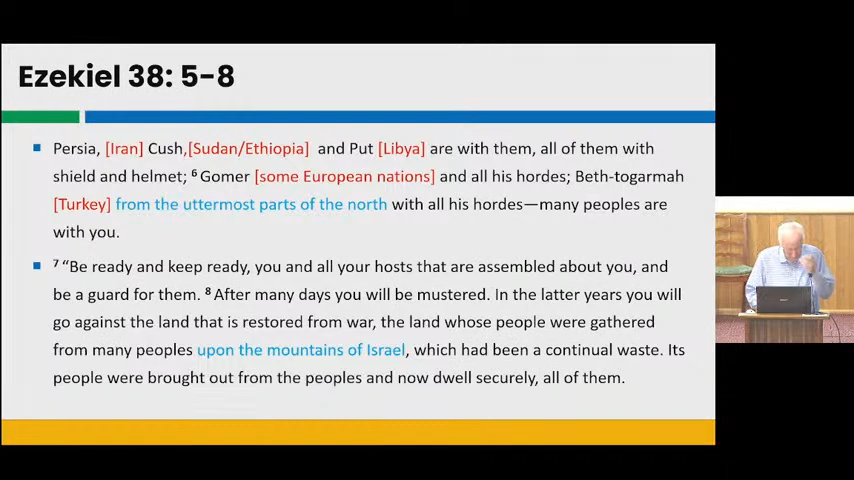 Ezekiel 38: 5-8
Persia, [Iran] Cush,[Sudan/Ethiopia]  and Put [Libya] are with them, all of them with
shield and helmet; ⁶ Gomer [some European nations] and all his hordes; Beth-togarmah
[Turkey] from the uttermost parts of the north with all his hordes—many peoples are
with you.
⁷ “Be ready and keep ready, you and all your hosts that are assembled about you, and
be a guard for them. ⁸ After many days you will be mustered. In the latter years you will
go against the land that is restored from war, the land whose people were gathered
from many peoples upon the mountains of Israel, which had been a continual waste. Its
people were brought out from the peoples and now dwell securely, all of them.